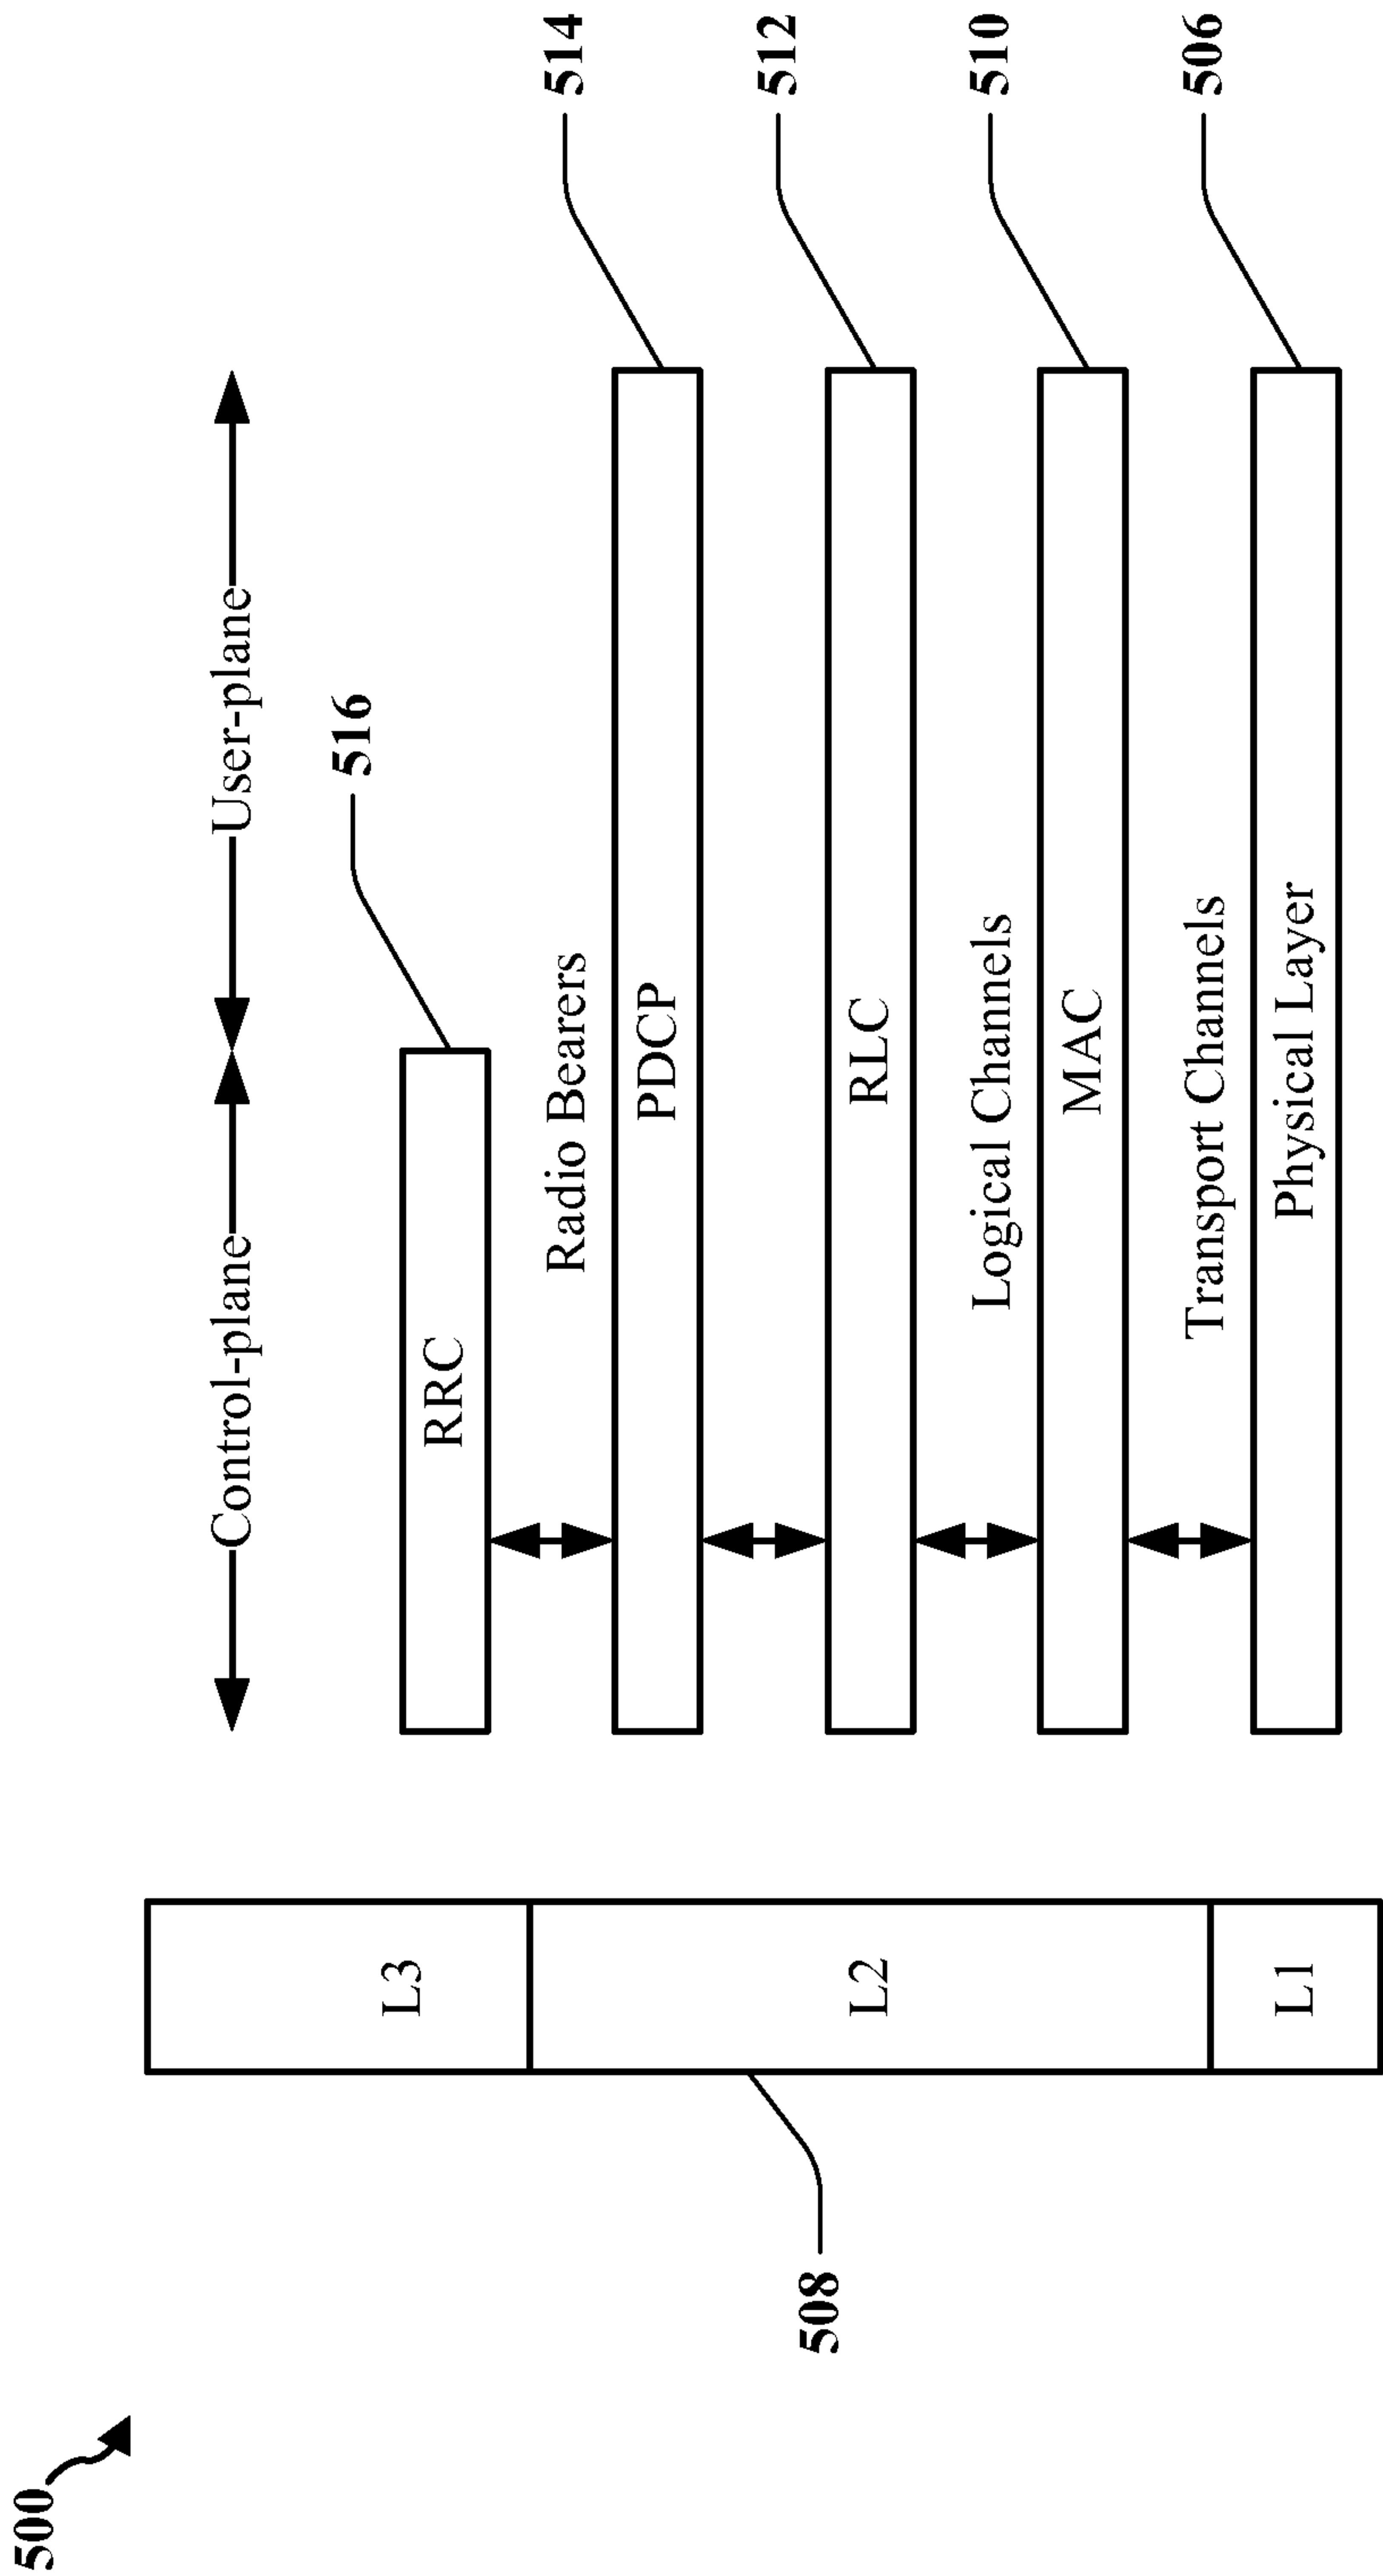 500
Control-plane
User-plane
516
L3
RRC
Radio Bearers
514
PDCP
508
L2
RLC
512
Logical Channels
510
MAC
Transport Channels
506
L1
Physical Layer